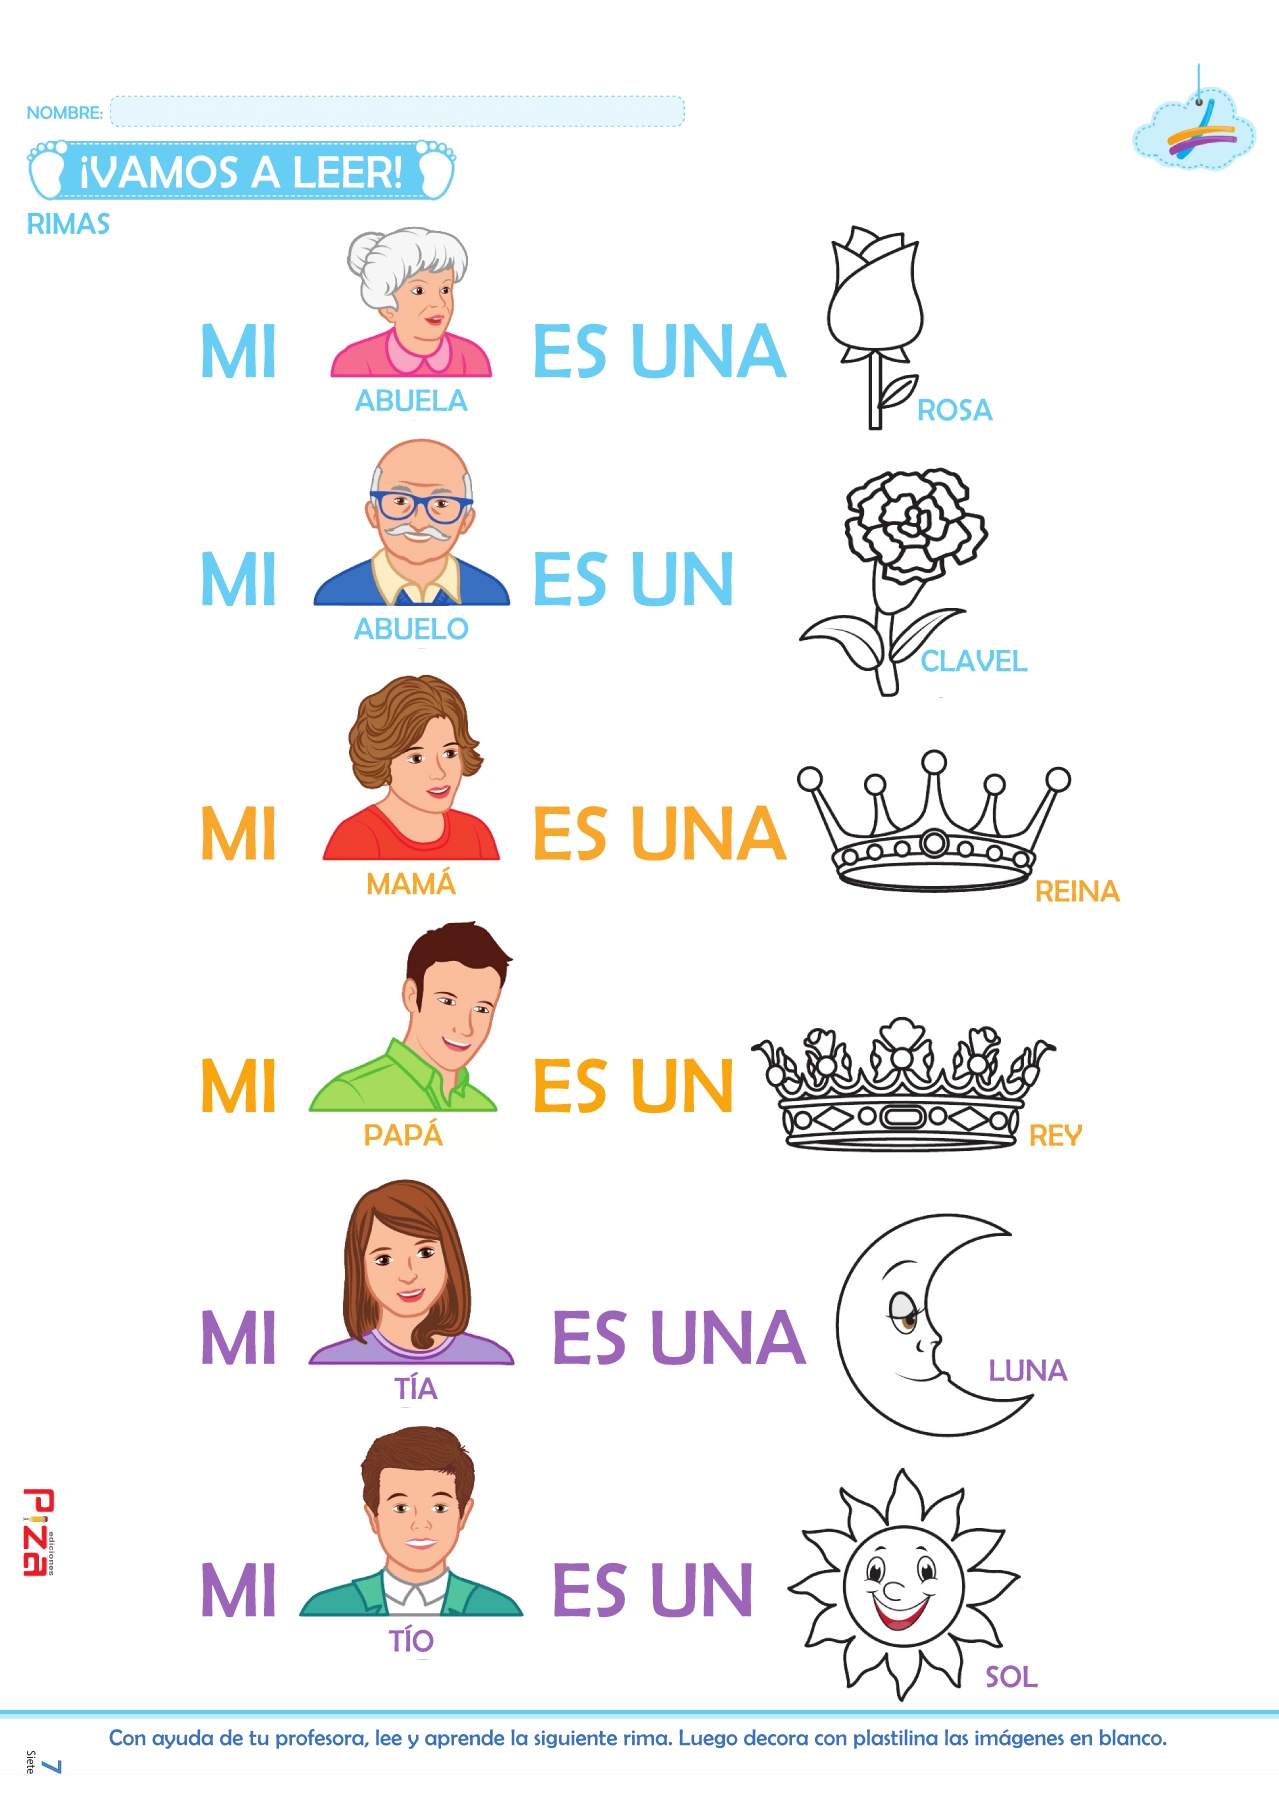 NOMBRE:
¡VAMOS A LEER!
RIMAS
MI ES UNA
ABUELA
ROSA
MI ES UN
ABUELO
CLAVEL
MI ES UNA
MAMÁ
REINA
MI ES UN
PAPÁ
REY
MI ES UNA
TÍA
LUNA
MI ES UN
TÍO
SOL
Piza
ediciones
Con ayuda de tu profesora, lee y aprende la siguiente rima. Luego decora con plastilina las imágenes en blanco.
7
Siete